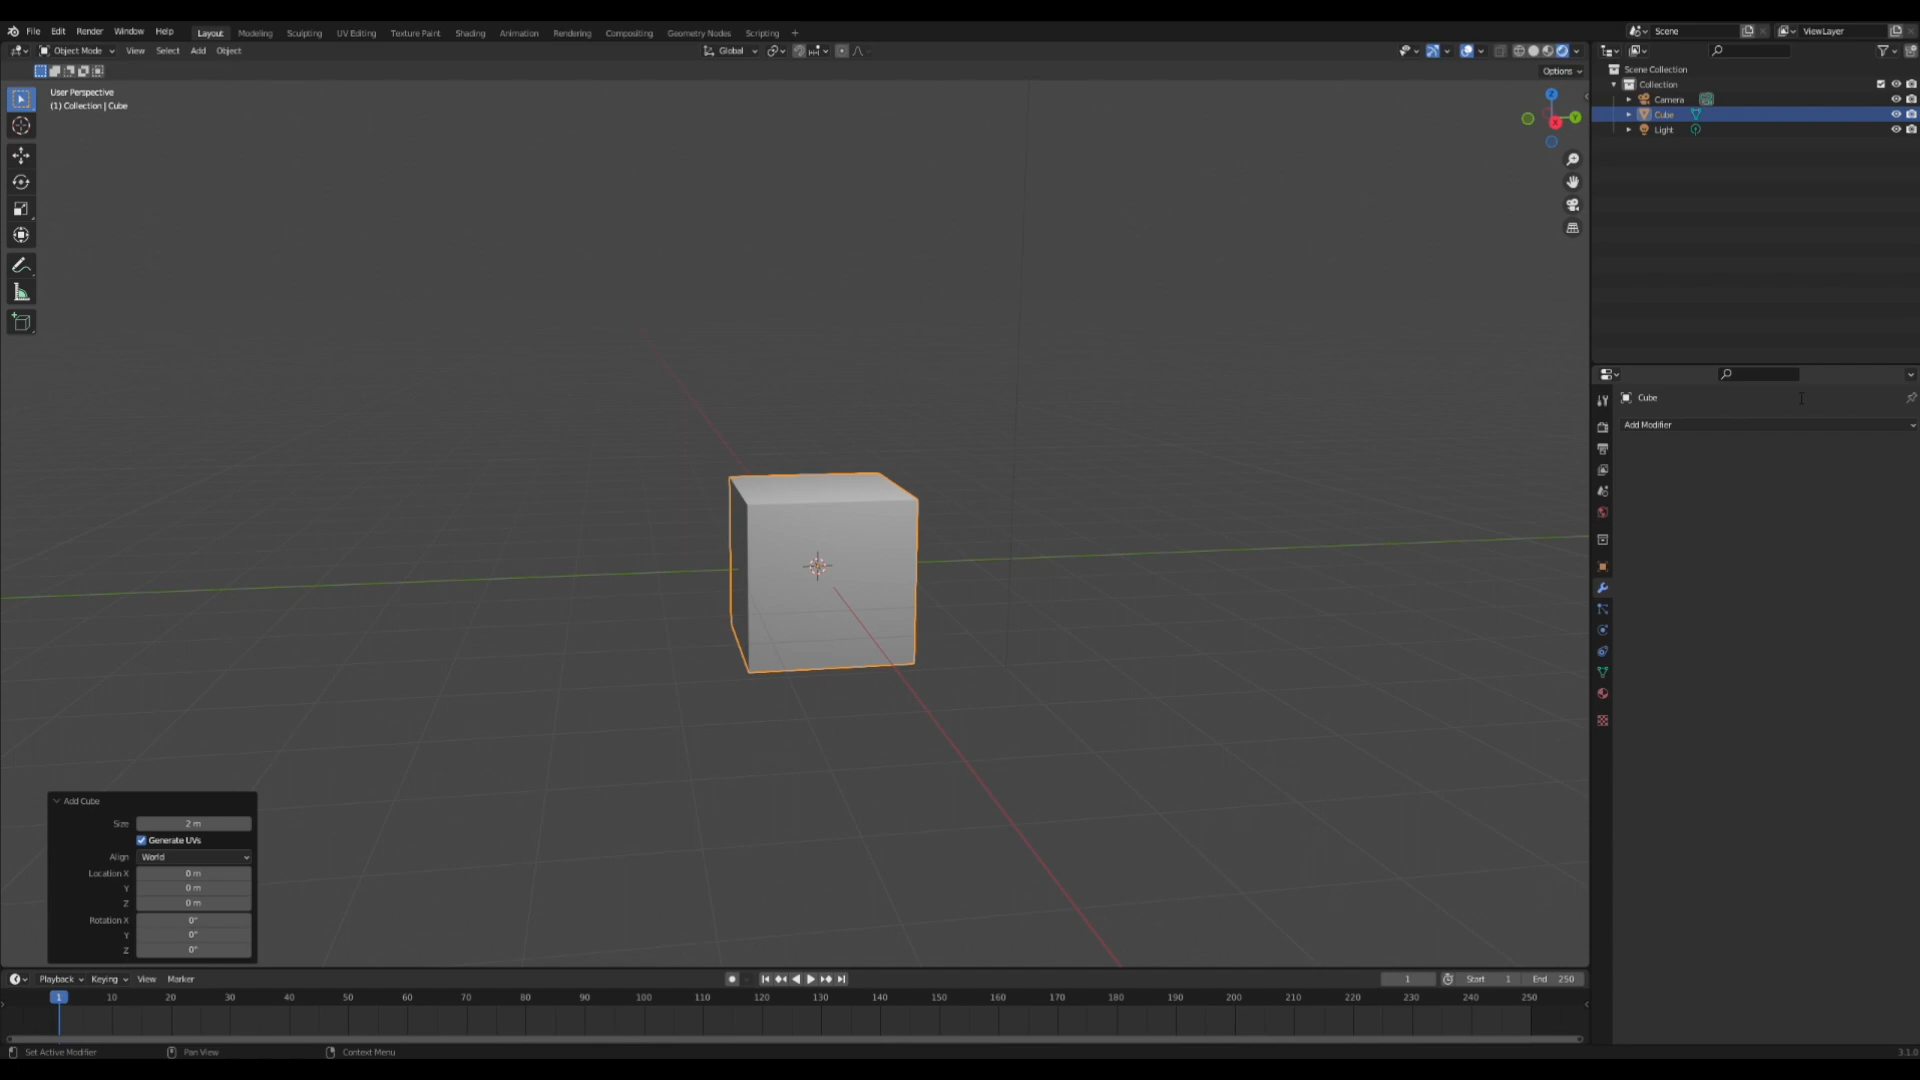 File Edit Render Window Help Layout Modeling Sculpting UV Editing Texture Paint Shading Animation Rendering Compositing Geometry Nodes Scripting + Scene ViewLayer
Object Mode View Select Add Object Global
Options
User Perspective
(1) Collection | Cube
Z
Y
X
Scene Collection
Collection
Camera
Cube
Light
Cube
Add Modifier
Add Cube
Size 2 m
Generate UVs
Align World
Location X 0 m
Y 0 m
Z 0 m
Rotation X 0°
Y 0°
Z 0°
Playback Keying View Marker 1 Start 1 End 250
1 10 20 30 40 50 60 70 80 90 100 110 120 130 140 150 160 170 180 190 200 210 220 230 240 250
Set Active Modifier Pan View Context Menu 3.1.0